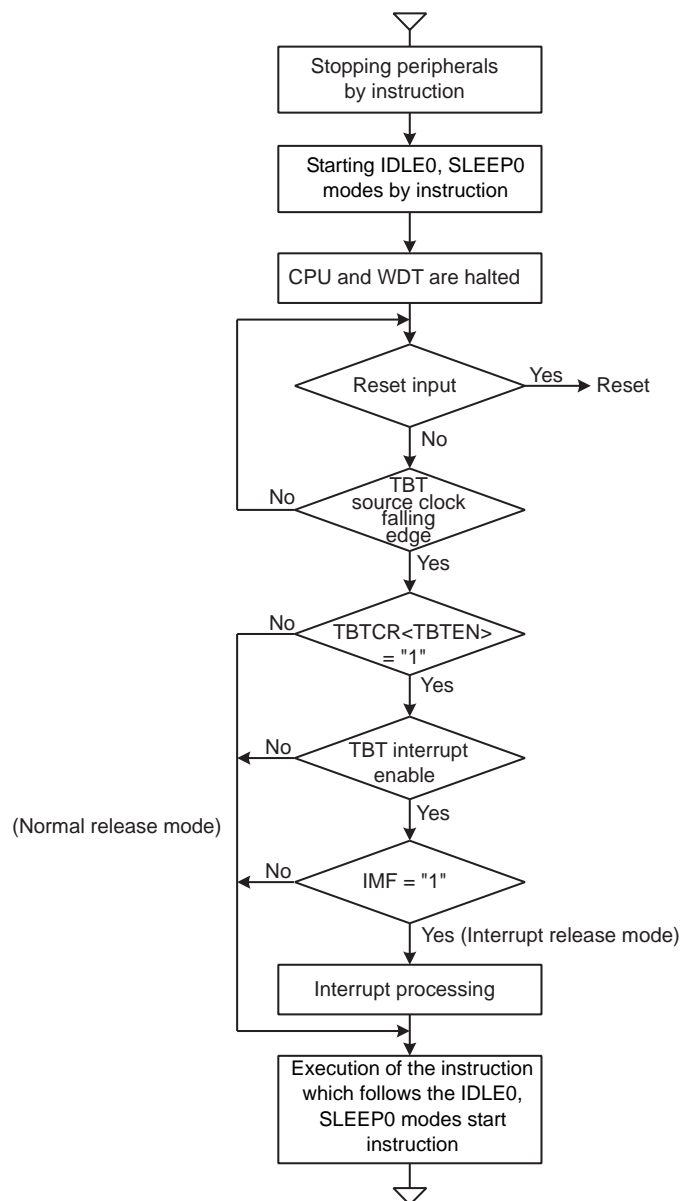 Stopping peripherals
by instruction
Starting IDLE0, SLEEP0
modes by instruction
CPU and WDT are halted
Reset input
Yes
Reset
No
No
TBT
source clock
falling
edge
Yes
No
TBTCR<TBTEN>
= "1"
Yes
No
TBT interrupt
enable
Yes
(Normal release mode)
No
IMF = "1"
Yes (Interrupt release mode)
Interrupt processing
Execution of the instruction
which follows the IDLE0,
SLEEP0 modes start
instruction